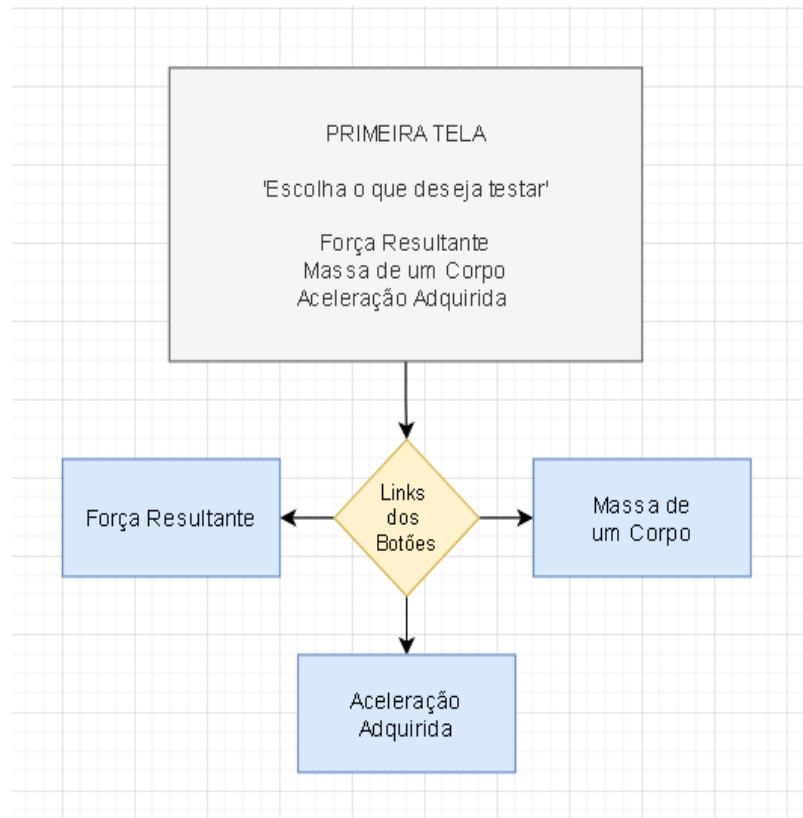 PRIMEIRA TELA
'Escolha o que deseja testar'
Força Resultante
Massa de um Corpo
Aceleração Adquirida
Links
dos
Botões
Força Resultante
Massa de
um Corpo
Aceleração
Adquirida